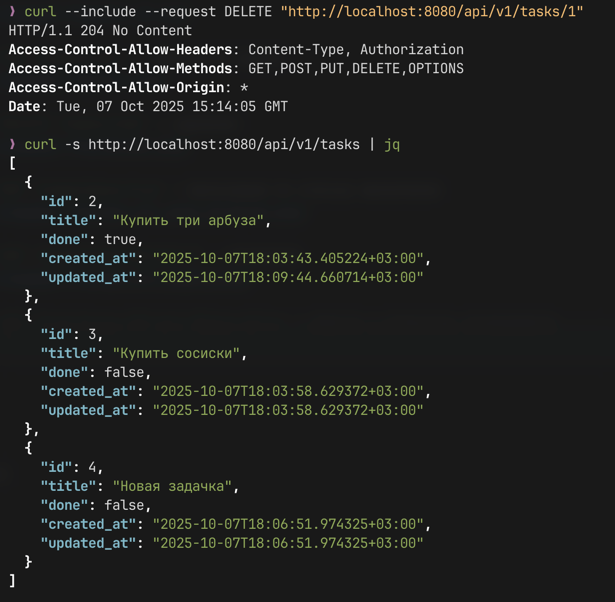 ❯ curl --include --request DELETE "http://localhost:8080/api/v1/tasks/1"
HTTP/1.1 204 No Content
Access-Control-Allow-Headers: Content-Type, Authorization
Access-Control-Allow-Methods: GET,POST,PUT,DELETE,OPTIONS
Access-Control-Allow-Origin: *
Date: Tue, 07 Oct 2025 15:14:05 GMT

❯ curl -s http://localhost:8080/api/v1/tasks | jq
[
  {
    "id": 2,
    "title": "Купить три арбуза",
    "done": true,
    "created_at": "2025-10-07T18:03:43.405224+03:00",
    "updated_at": "2025-10-07T18:09:44.660714+03:00"
  },
  {
    "id": 3,
    "title": "Купить сосиски",
    "done": false,
    "created_at": "2025-10-07T18:03:58.629372+03:00",
    "updated_at": "2025-10-07T18:03:58.629372+03:00"
  },
  {
    "id": 4,
    "title": "Новая задачка",
    "done": false,
    "created_at": "2025-10-07T18:06:51.974325+03:00",
    "updated_at": "2025-10-07T18:06:51.974325+03:00"
  }
]